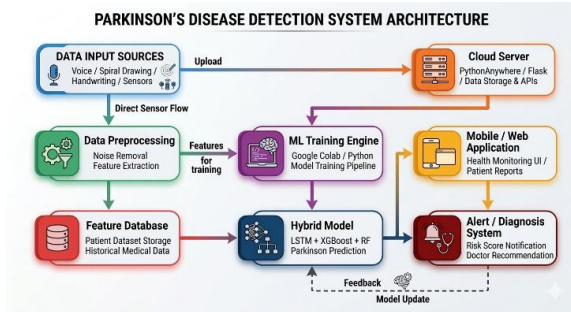 PARKINSON'S DISEASE DETECTION SYSTEM ARCHITECTURE
DATA INPUT SOURCES
Voice / Spiral Drawing /
Handwriting / Sensors
Upload
Cloud Server
PythonAnywhere / Flask
/ Data Storage & APIs
Direct Sensor Flow
Data Preprocessing
Noise Removal
Feature Extraction
Features
for
training
ML Training Engine
Google Colab / Python
Model Training Pipeline
Mobile / Web
Application
Health Monitoring UI /
Patient Reports
Feature Database
Patient Dataset Storage
Historical Medical Data
Hybrid Model
LSTM + XGBoost + RF
Parkinson Prediction
Alert / Diagnosis
System
Risk Score Notification
Doctor Recommendation
Feedback
Model Update